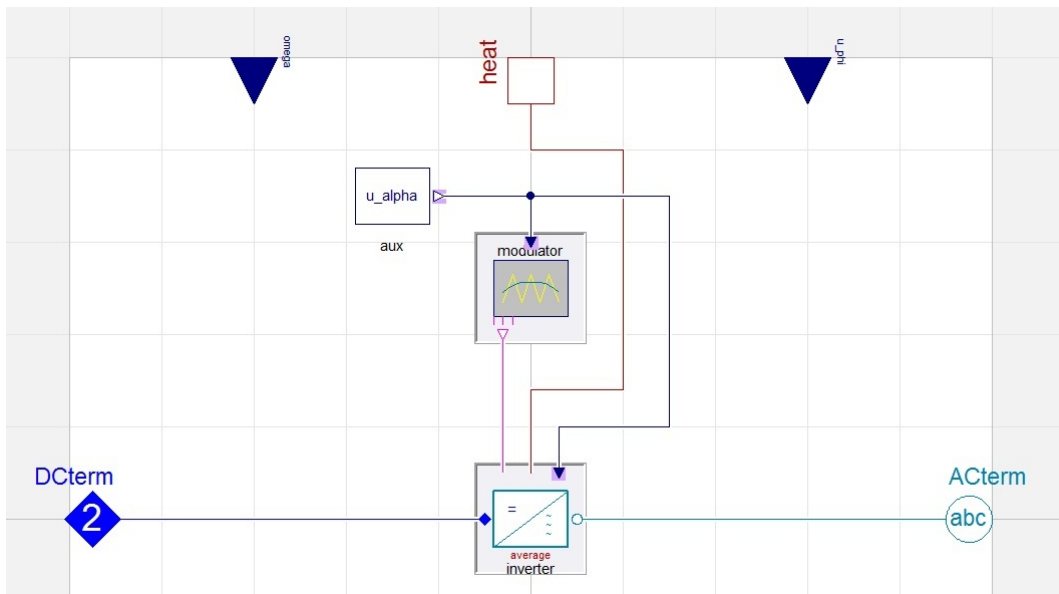 omega
heat
u_phi
u_alpha
aux
modulator
DCterm
2
ACterm
abc
=
~
~
~
average
inverter